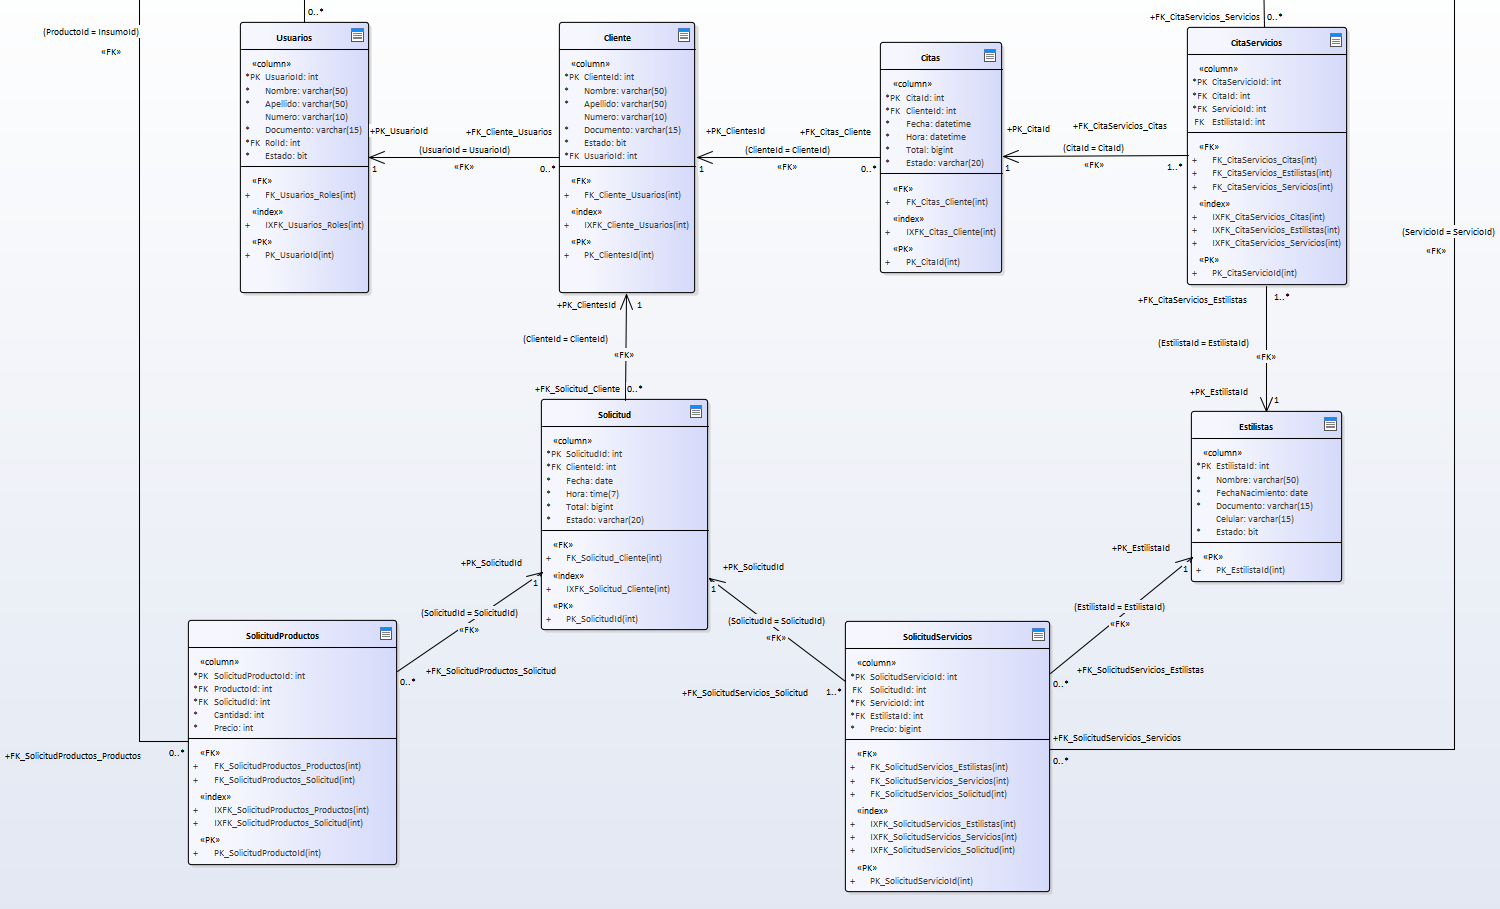 (ProductoId = InsumoId)
«FK»
0..*
Usuarios
«column»
*PK UsuarioId: int
* Nombre: varchar(50)
* Apellido: varchar(50)
Numero: varchar(10)
* Documento: varchar(15)
*FK RolId: int
* Estado: bit
«FK»
+ FK_Usuarios_Roles(int)
«index»
+ IXFK_Usuarios_Roles(int)
«PK»
+ PK_UsuarioId(int)
+PK_UsuarioId
+FK_Cliente_Usuarios
(UsuarioId = UsuarioId)
1
«FK»
0..*
Cliente
«column»
*PK ClienteId: int
* Nombre: varchar(50)
* Apellido: varchar(50)
Numero: varchar(10)
* Documento: varchar(15)
* Estado: bit
*FK UsuarioId: int
«FK»
+ FK_Cliente_Usuarios(int)
«index»
+ IXFK_Cliente_Usuarios(int)
«PK»
+ PK_ClientesId(int)
+PK_ClientesId
+FK_Citas_Cliente
(ClienteId = ClienteId)
1
«FK»
0..*
Citas
«column»
*PK CitaId: int
*FK ClienteId: int
* Fecha: datetime
* Hora: datetime
* Total: bigint
* Estado: varchar(20)
«FK»
+ FK_Citas_Cliente(int)
«index»
+ IXFK_Citas_Cliente(int)
«PK»
+ PK_CitaId(int)
+PK_CitaId
+FK_CitaServicios_Citas
(CitaId = CitaId)
1
«FK»
1..*
+FK_CitaServicios_Servicios
0..*
CitaServicios
«column»
*PK CitaServicioId: int
*FK CitaId: int
*FK ServicioId: int
FK EstilistaId: int
«FK»
+ FK_CitaServicios_Citas(int)
+ FK_CitaServicios_Estilistas(int)
+ FK_CitaServicios_Servicios(int)
«index»
+ IXFK_CitaServicios_Citas(int)
+ IXFK_CitaServicios_Estilistas(int)
+ IXFK_CitaServicios_Servicios(int)
«PK»
+ PK_CitaServicioId(int)
(ServicioId = ServicioId)
«FK»
+PK_ClientesId
1
(ClienteId = ClienteId)
«FK»
+FK_Solicitud_Cliente
0..*
+FK_CitaServicios_Estilistas
1..*
(EstilistaId = EstilistaId)
«FK»
+PK_EstilistaId
1
Solicitud
«column»
*PK SolicitudId: int
*FK ClienteId: int
* Fecha: date
* Hora: time(7)
* Total: bigint
* Estado: varchar(20)
«FK»
+ FK_Solicitud_Cliente(int)
«index»
+ IXFK_Solicitud_Cliente(int)
«PK»
+ PK_SolicitudId(int)
Estilistas
«column»
*PK EstilistaId: int
* Nombre: varchar(50)
* FechaNacimiento: date
* Documento: varchar(15)
Celular: varchar(15)
* Estado: bit
«PK»
+ PK_EstilistaId(int)
+PK_SolicitudId
1
(SolicitudId = SolicitudId)
«FK»
+FK_SolicitudProductos_Solicitud
0..*
+PK_SolicitudId
1
(SolicitudId = SolicitudId)
«FK»
+FK_SolicitudServicios_Solicitud
1..*
+PK_EstilistaId
1
(EstilistaId = EstilistaId)
«FK»
+FK_SolicitudServicios_Estilistas
0..*
SolicitudProductos
«column»
*PK SolicitudProductoId: int
*FK ProductoId: int
*FK SolicitudId: int
* Cantidad: int
* Precio: int
«FK»
+ FK_SolicitudProductos_Productos(int)
+ FK_SolicitudProductos_Solicitud(int)
«index»
+ IXFK_SolicitudProductos_Productos(int)
+ IXFK_SolicitudProductos_Solicitud(int)
«PK»
+ PK_SolicitudProductoId(int)
+FK_SolicitudProductos_Productos
0..*
SolicitudServicios
«column»
*PK SolicitudServicioId: int
FK SolicitudId: int
*FK ServicioId: int
*FK EstilistaId: int
* Precio: bigint
«FK»
+ FK_SolicitudServicios_Estilistas(int)
+ FK_SolicitudServicios_Servicios(int)
+ FK_SolicitudServicios_Solicitud(int)
«index»
+ IXFK_SolicitudServicios_Estilistas(int)
+ IXFK_SolicitudServicios_Servicios(int)
+ IXFK_SolicitudServicios_Solicitud(int)
«PK»
+ PK_SolicitudServicioId(int)
+FK_SolicitudServicios_Servicios
0..*